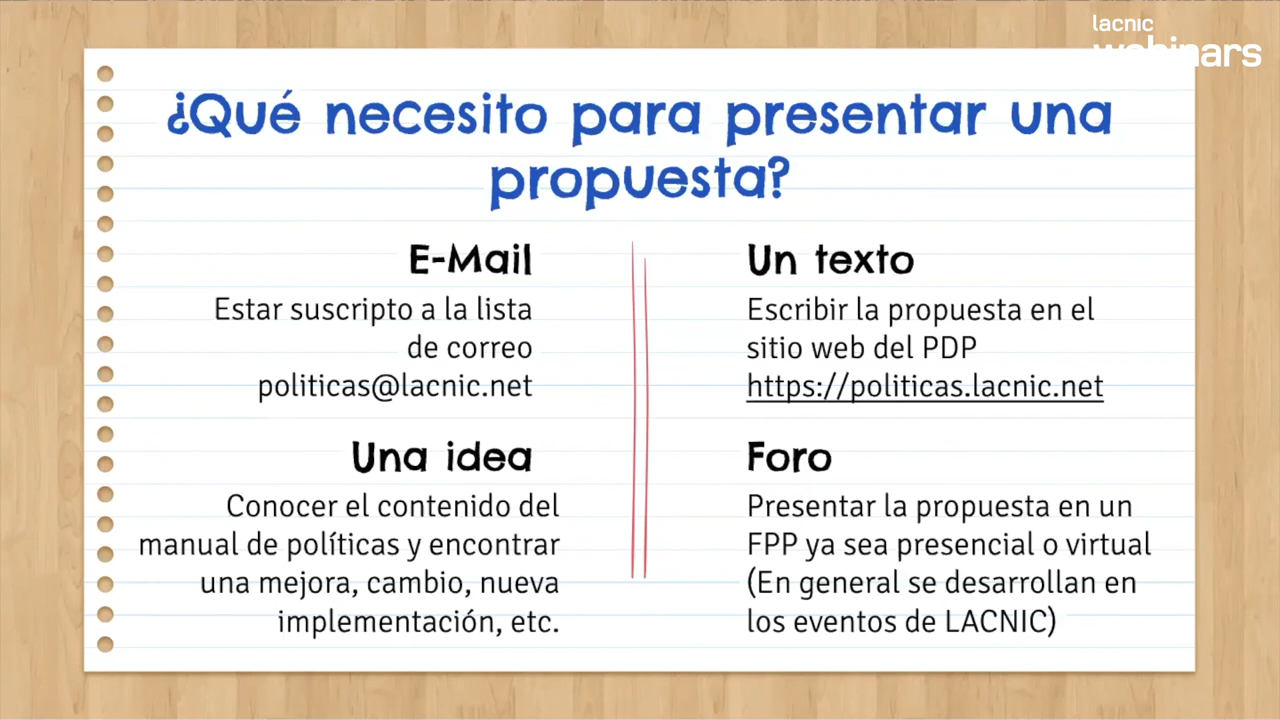 lacnic
webinars
¿Qué necesito para presentar una
propuesta?
E-Mail
Estar suscripto a la lista
de correo
politicas@lacnic.net
Una idea
Conocer el contenido del
manual de políticas y encontrar
una mejora, cambio, nueva
implementación, etc.
Un texto
Escribir la propuesta en el
sitio web del PDP
https://politicas.lacnic.net
Foro
Presentar la propuesta en un
FPP ya sea presencial o virtual
(En general se desarrollan en
los eventos de LACNIC)